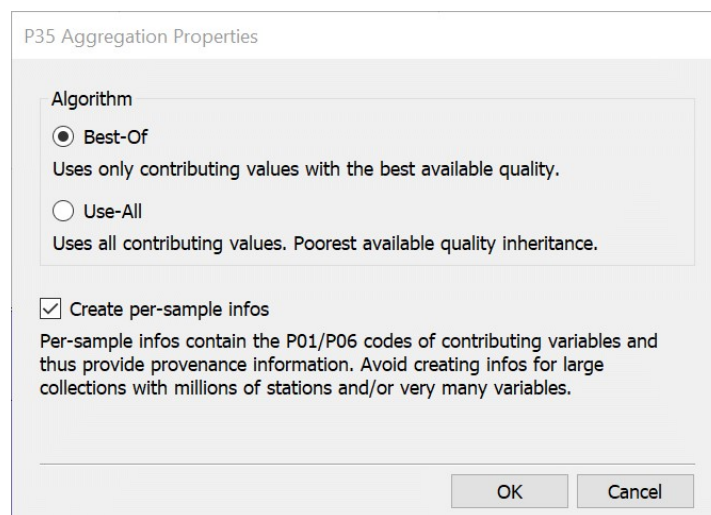 P35 Aggregation Properties
Algorithm
Best-Of
Uses only contributing values with the best available quality.
Use-All
Uses all contributing values. Poorest available quality inheritance.
Create per-sample infos
Per-sample infos contain the P01/P06 codes of contributing variables and
thus provide provenance information. Avoid creating infos for large
collections with millions of stations and/or very many variables.
OK
Cancel